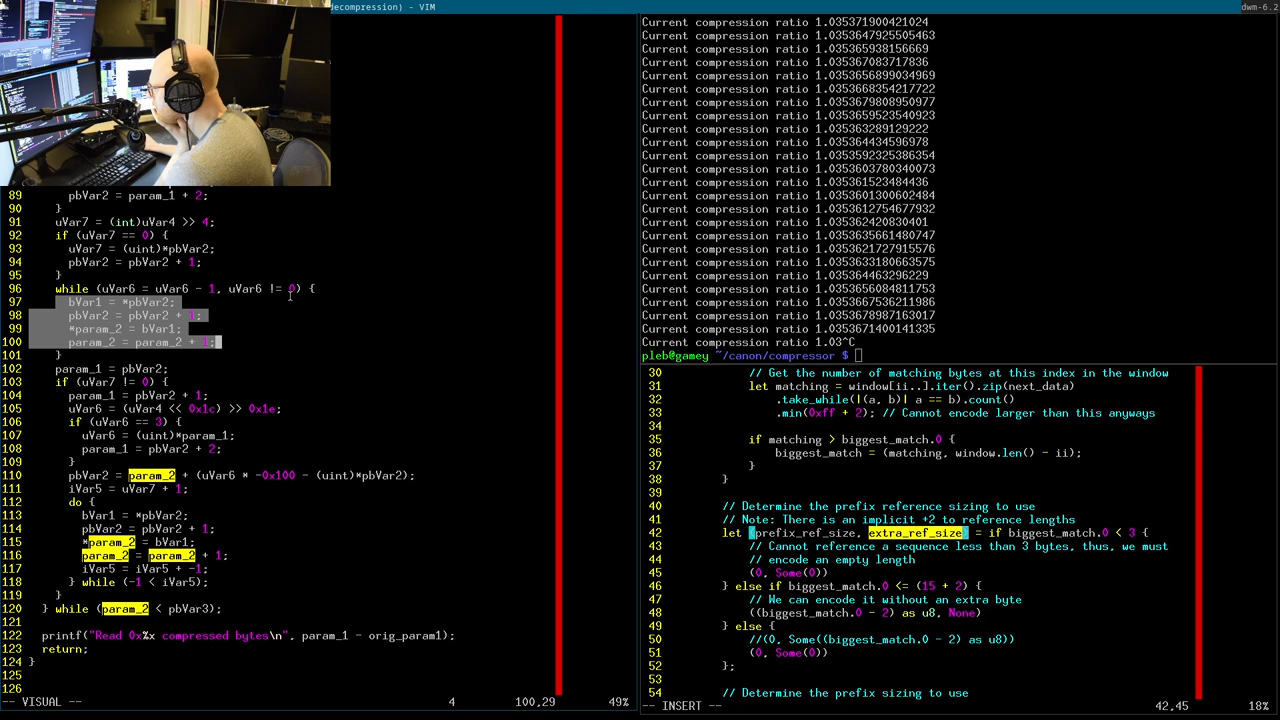 decompression) - VIM
dwm-6.2
89 pbVar2 = param_1 + 2;
90 }
91 uVar7 = (int)uVar4 >> 4;
92 if (uVar7 == 0) {
93 uVar7 = (uint)*pbVar2;
94 pbVar2 = pbVar2 + 1;
95 }
96 while (uVar6 = uVar6 - 1, uVar6 != 0) {
97 bVar1 = *pbVar2;
98 pbVar2 = pbVar2 + 1;
99 *param_2 = bVar1;
100 param_2 = param_2 + 1;
101 }
102 param_1 = pbVar2;
103 if (uVar7 != 0) {
104 param_1 = pbVar2 + 1;
105 uVar6 = (uVar4 << 0x1c) >> 0x1e;
106 if (uVar6 == 3) {
107 uVar6 = (uint)*param_1;
108 param_1 = pbVar2 + 2;
109 }
110 pbVar2 = param_2 + (uVar6 * -0x100 - (uint)*pbVar2);
111 iVar5 = uVar7 + 1;
112 do {
113 bVar1 = *pbVar2;
114 pbVar2 = pbVar2 + 1;
115 *param_2 = bVar1;
116 param_2 = param_2 + 1;
117 iVar5 = iVar5 + -1;
118 } while (-1 < iVar5);
119 }
120 } while (param_2 < pbVar3);
121
122 printf("Read 0x%x compressed bytes\n", param_1 - orig_param1);
123 return;
124 }
125
126
-- VISUAL -- 4 100,29 49%
Current compression ratio 1.035371900421024
Current compression ratio 1.0353647925505463
Current compression ratio 1.035365938156609
Current compression ratio 1.035367083717836
Current compression ratio 1.0353656899034969
Current compression ratio 1.0353668354217722
Current compression ratio 1.0353679808950977
Current compression ratio 1.0353659523540923
Current compression ratio 1.035363289129222
Current compression ratio 1.035364434596978
Current compression ratio 1.0353592325386354
Current compression ratio 1.0353603780340073
Current compression ratio 1.035361523484436
Current compression ratio 1.0353601300602484
Current compression ratio 1.0353612754677932
Current compression ratio 1.035362420830401
Current compression ratio 1.0353635661480747
Current compression ratio 1.0353621727915576
Current compression ratio 1.0353633180663575
Current compression ratio 1.035364463296229
Current compression ratio 1.0353656084811753
Current compression ratio 1.0353667536211986
Current compression ratio 1.0353678987163017
Current compression ratio 1.0353671400141335
Current compression ratio 1.03^C
pleb@gamey ~/canon/compressor $
30 // Get the number of matching bytes at this index in the window
31 let matching = window[ii..].iter().zip(next_data)
32 .take_while(|(a, b)| a == b).count()
33 .min(0xff + 2); // Cannot encode larger than this anyways
34
35 if matching > biggest_match.0 {
36 biggest_match = (matching, window.len() - ii);
37 }
38 }
39
40 // Determine the prefix reference sizing to use
41 // Note: There is an implicit +2 to reference lengths
42 let (prefix_ref_size, extra_ref_size) = if biggest_match.0 < 3 {
43 // Cannot reference a sequence less than 3 bytes, thus, we must
44 // encode an empty length
45 (0, Some(0))
46 } else if biggest_match.0 <= (15 + 2) {
47 // We can encode it without an extra byte
48 ((biggest_match.0 - 2) as u8, None)
49 } else {
50 //(0, Some((biggest_match.0 - 2) as u8))
51 (0, Some(0))
52 };
53
54 // Determine the prefix sizing to use
-- INSERT -- 42,45 18%